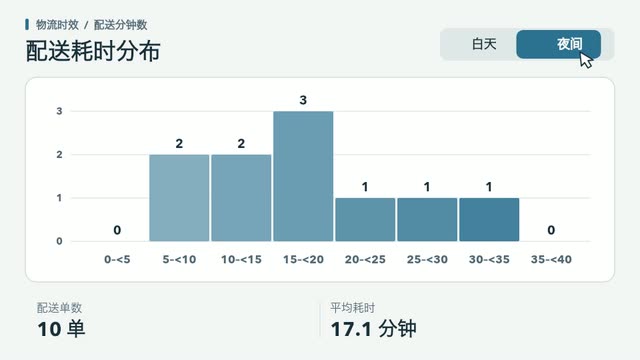 物流时效 / 配送分钟数
配送耗时分布
白天
夜间
3
2
1
0
0
2
2
3
1
1
1
0
0–<5
5–<10
10–<15
15–<20
20–<25
25–<30
30–<35
35–<40
配送单数
10 单
平均耗时
17.1 分钟